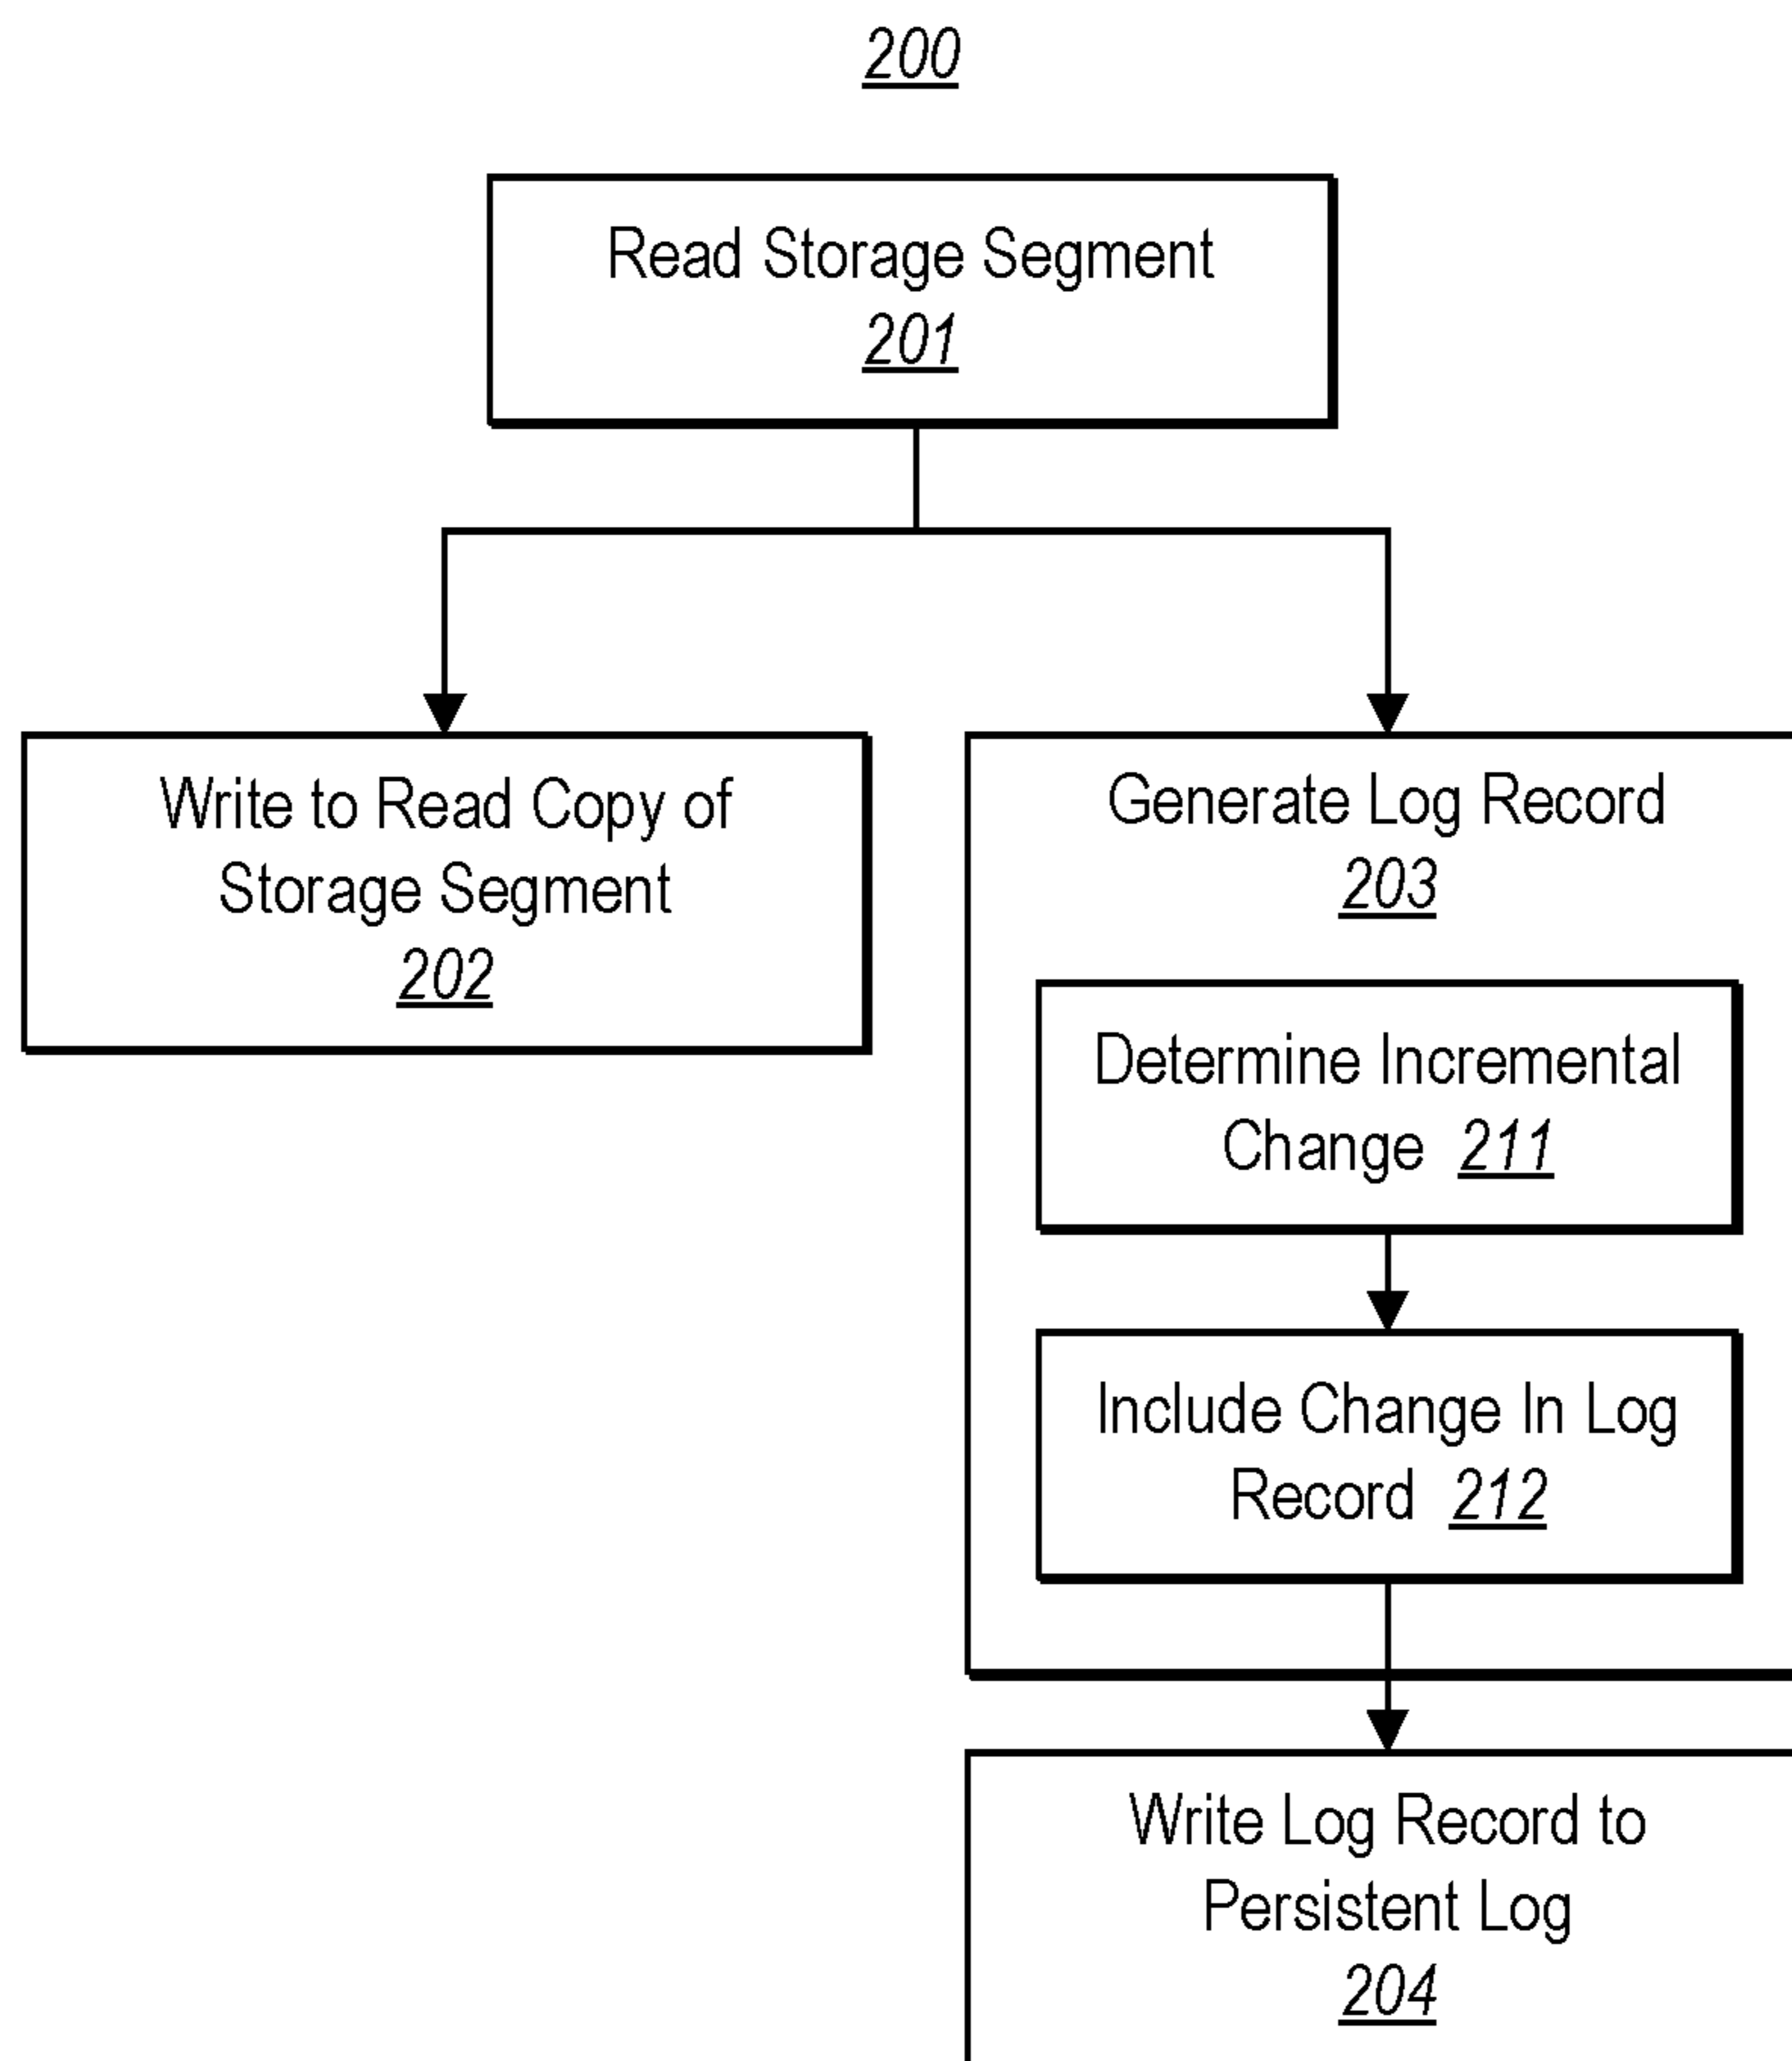 200
Read Storage Segment
201
Write to Read Copy of
Storage Segment
202
Generate Log Record
203
Determine Incremental
Change 211
Include Change In Log
Record 212
Write Log Record to
Persistent Log
204